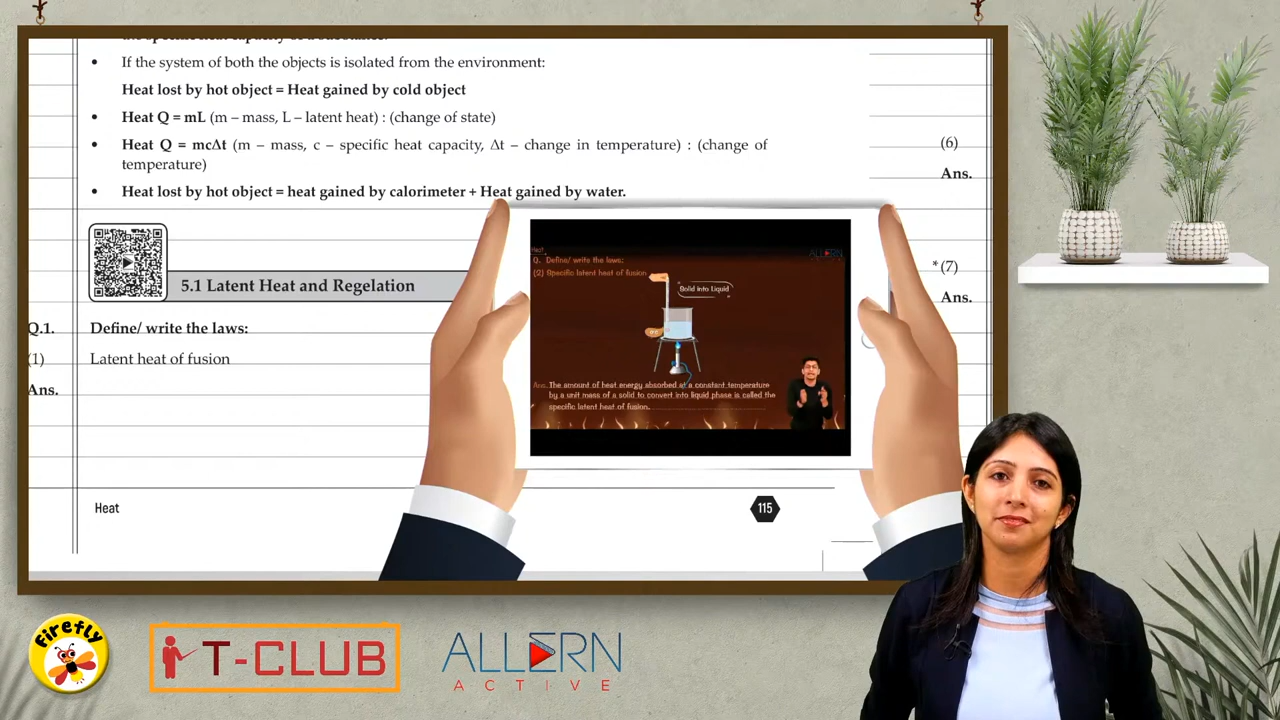 • If the system of both the objects is isolated from the environment:
Heat lost by hot object = Heat gained by cold object
• Heat Q = mL (m – mass, L – latent heat) : (change of state)
• Heat Q = mcΔt (m – mass, c – specific heat capacity, Δt – change in temperature) : (change of
temperature)
• Heat lost by hot object = heat gained by calorimeter + Heat gained by water.
(6)
Ans.
*(7)
Ans.
5.1 Latent Heat and Regelation
Q.1. Define/ write the laws:
(1) Latent heat of fusion
Ans.
Heat
115
Heat
ALLERN
Q. Define/ write the laws:
(2) Specific latent heat of fusion
Solid into Liquid
Ans. The amount of heat energy absorbed at a constant temperature
by a unit mass of a solid to convert into liquid phase is called the
specific latent heat of fusion.
Firefly
T-CLUB
ALLERN
ACTIVE